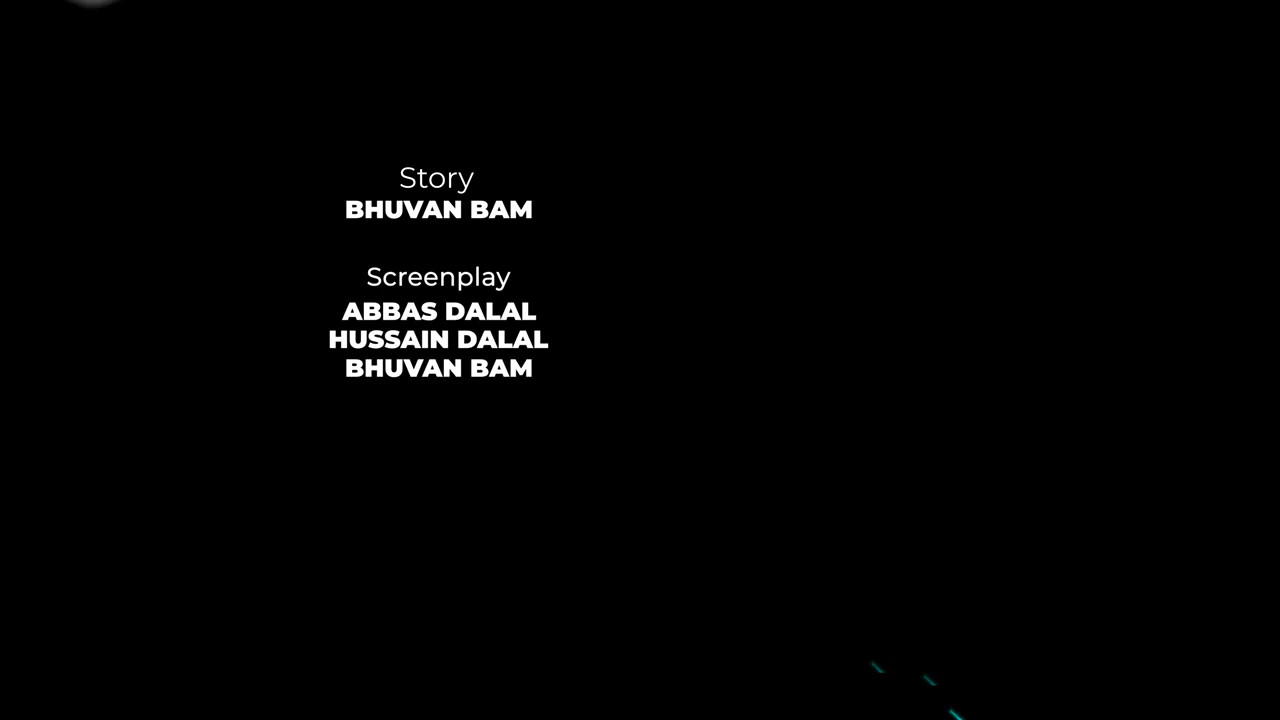 Story
BHUVAN BAM
Screenplay
ABBAS DALAL
HUSSAIN DALAL
BHUVAN BAM